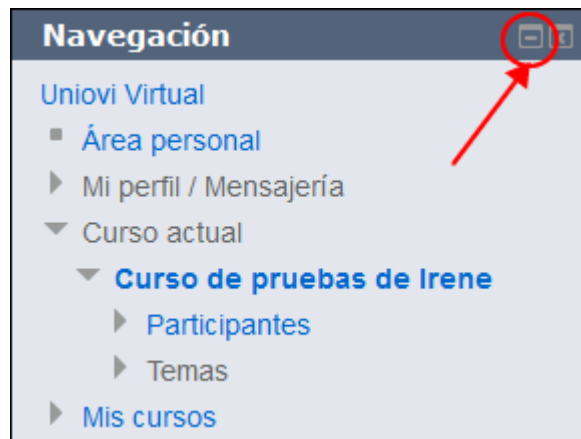 Navegación
Uniovi Virtual
Área personal
Mi perfil / Mensajería
Curso actual
Curso de pruebas de Irene
Participantes
Temas
Mis cursos